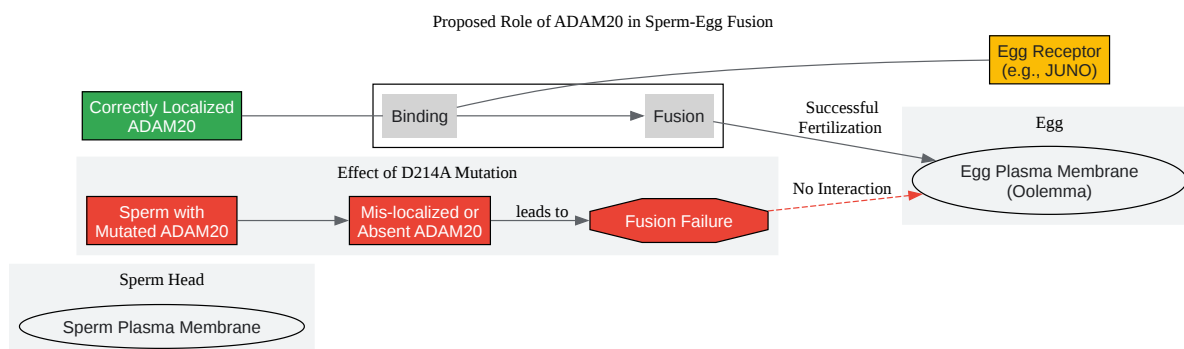 Proposed Role of ADAM20 in Sperm-Egg Fusion
Egg Receptor
(e.g., JUNO)
Correctly Localized
ADAM20
Binding
Fusion
Successful
Fertilization
Egg
Egg Plasma Membrane
(Oolemma)
Effect of D214A Mutation
No Interaction
Sperm with
Mutated ADAM20
Mis-localized or
Absent ADAM20
leads to
Fusion Failure
Sperm Head
Sperm Plasma Membrane